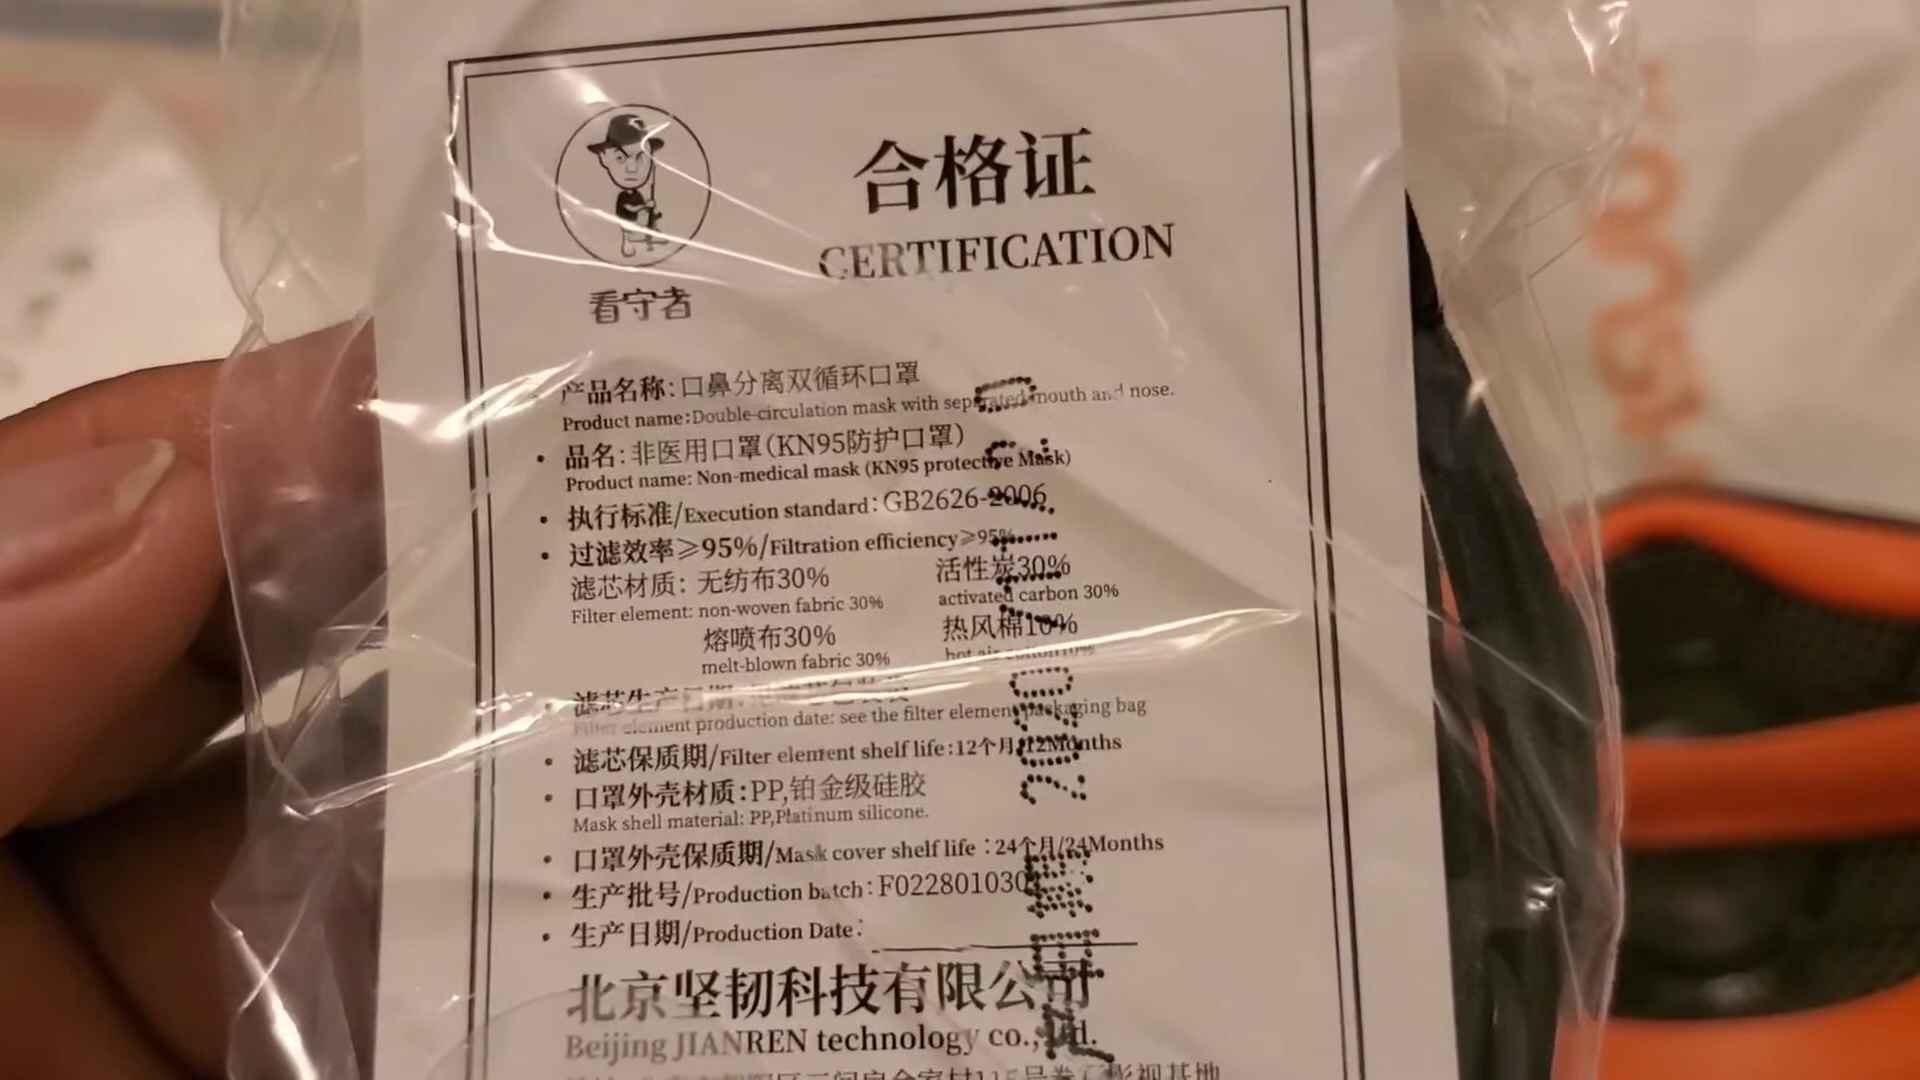 合格证
CERTIFICATION
看守者
产品名称:口鼻分离双循环口罩
Product name:Double-circulation mask with separated mouth and nose.
品名:非医用口罩(KN95防护口罩)
Product name: Non-medical mask (KN95 protective Mask)
执行标准/Execution standard:GB2626-2006
过滤效率≥95%/Filtration efficiency≥95%
滤芯材质: 无纺布30% 活性炭30%
Filter element: non-woven fabric 30% activated carbon 30%
熔喷布30% 热风棉10%
melt-blown fabric 30% hot air cotton10%
滤芯生产日期:
Filter element production date: see the filter element packaging bag
滤芯保质期/Filter element shelf life:12个月/12Months
口罩外壳材质:PP,铂金级硅胶
Mask shell material: PP,Platinum silicone.
口罩外壳保质期/Mask cover shelf life:24个月/24Months
生产批号/Production batch:
生产日期/Production Date:
北京坚韧科技有限公司
Beijing JIANREN technology co.,Ltd.